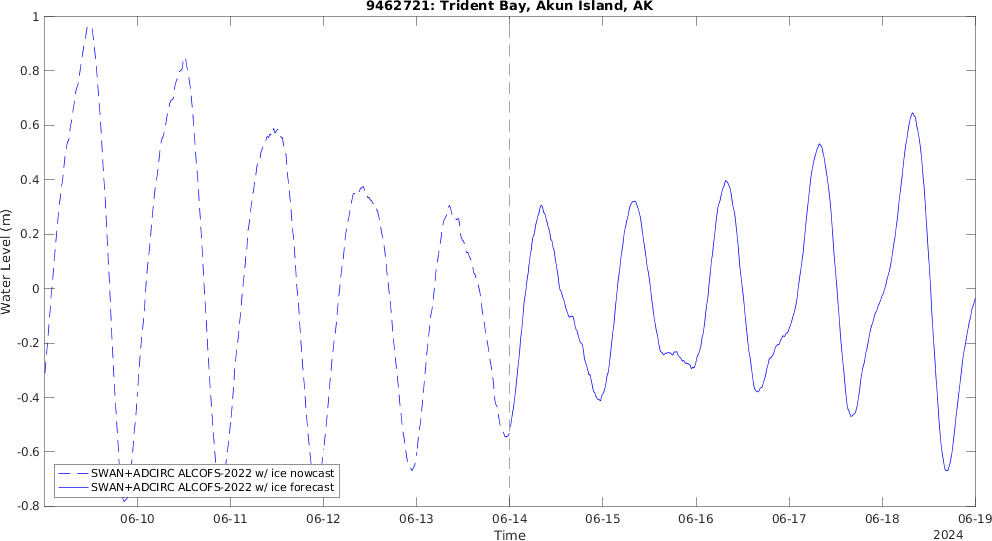 9462721: Trident Bay, Akun Island, AK
Water Level (m)
1
0.8
0.6
0.4
0.2
0
-0.2
-0.4
-0.6
-0.8
SWAN+ADCIRC ALCOFS-2022 w/ ice nowcast
SWAN+ADCIRC ALCOFS-2022 w/ ice forecast
06-10 06-11 06-12 06-13 06-14 06-15 06-16 06-17 06-18 06-19
Time
2024